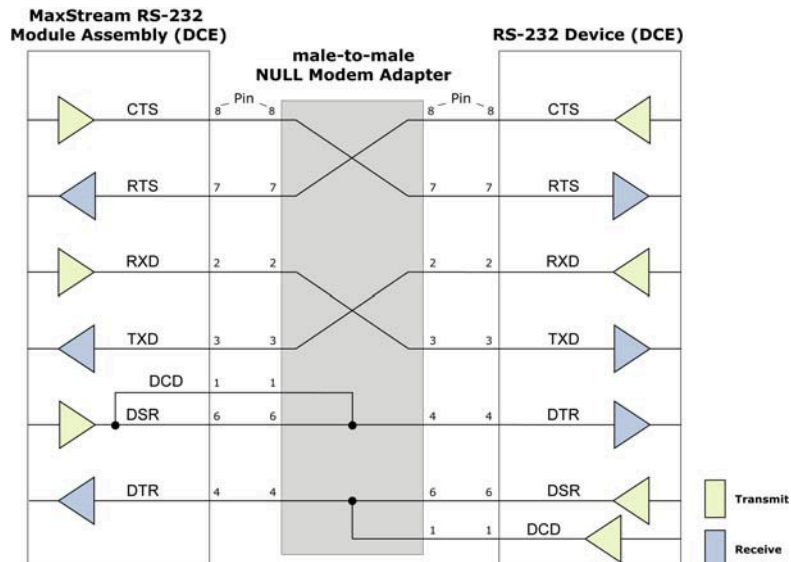 MaxStream RS-232
Module Assembly (DCE)
male-to-male
NULL Modem Adapter
RS-232 Device (DCE)
CTS 8 Pin 8 8 Pin 8 CTS
RTS 7 7 7 7 RTS
RXD 2 2 2 2 RXD
TXD 3 3 3 3 TXD
DCD 1 1
DSR 6 6 4 4 DTR
DTR 4 4 6 6 DSR
1 1 DCD
Transmit
Receive